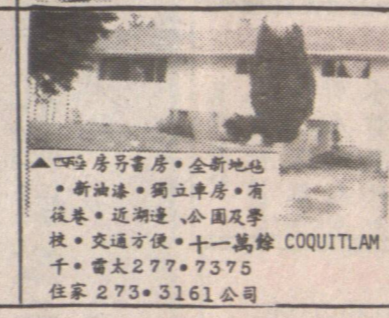 ▲四睡房另書房•全新地毡
•新油漆•獨立車房•有
後巷•近湖邊、公園及學
校•交通方便•十一萬餘 COQUITLAM
千•雷太277•7375
住家273•3161公司